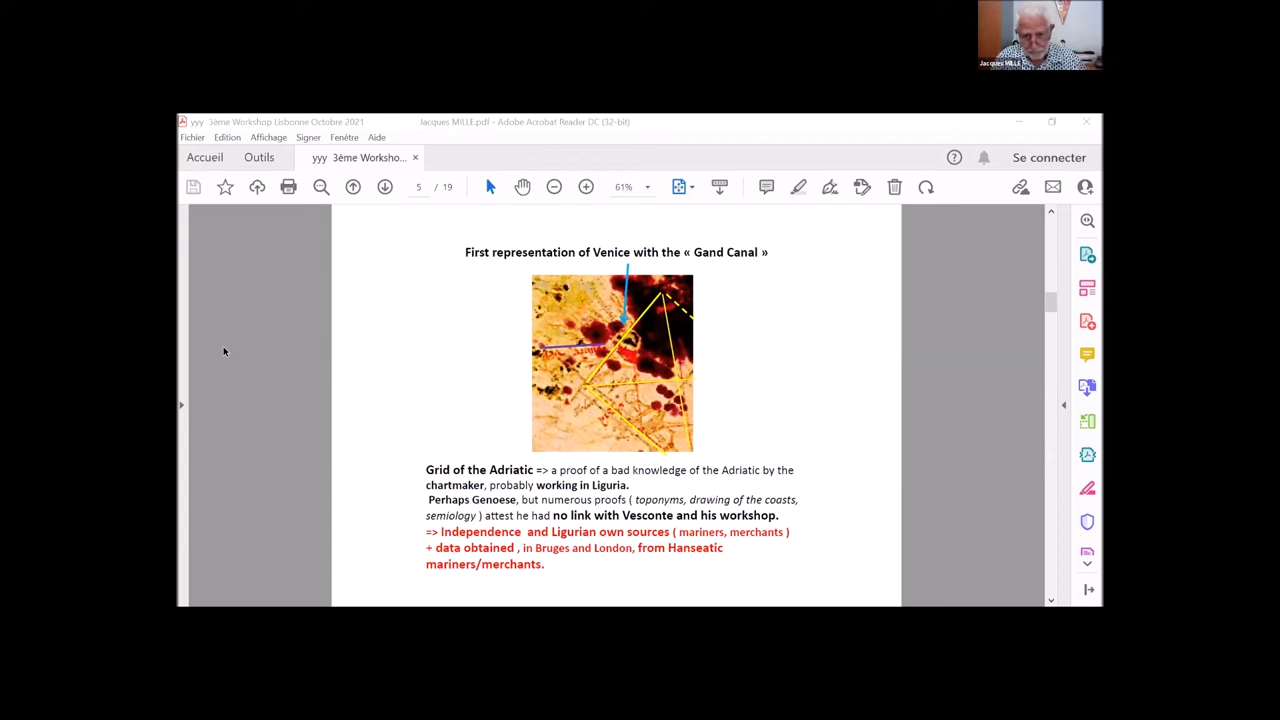 Jacques MILLE
yyy 3ème Workshop Lisbonne Octobre 2021 Jacques MILLE.pdf - Adobe Acrobat Reader DC (32-bit)
Fichier Edition Affichage Signer Fenêtre Aide
Accueil Outils yyy 3ème Worksho... × Se connecter
5 / 19 61%
First representation of Venice with the « Gand Canal »
Grid of the Adriatic => a proof of a bad knowledge of the Adriatic by the
chartmaker, probably working in Liguria.
Perhaps Genoese, but numerous proofs ( toponyms, drawing of the coasts,
semiology ) attest he had no link with Vesconte and his workshop.
=> Independence and Ligurian own sources ( mariners, merchants )
+ data obtained , in Bruges and London, from Hanseatic
mariners/merchants.